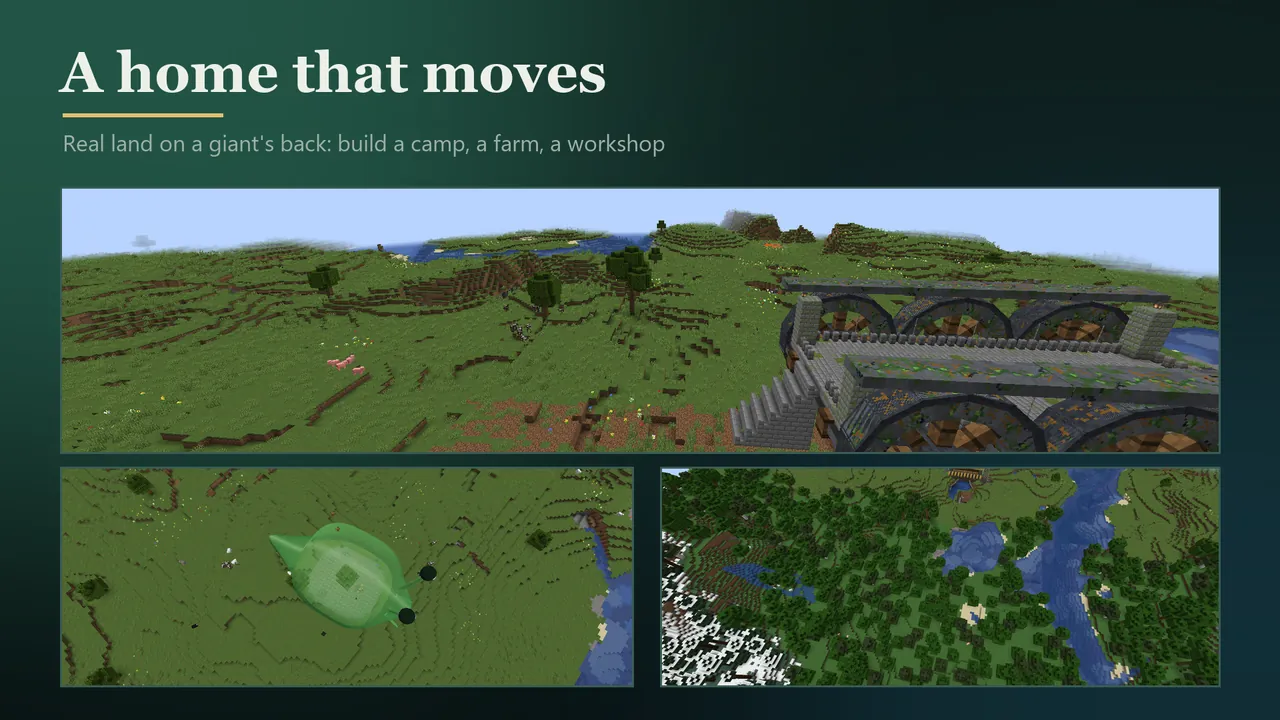 A home that moves
Real land on a giant's back: build a camp, a farm, a workshop